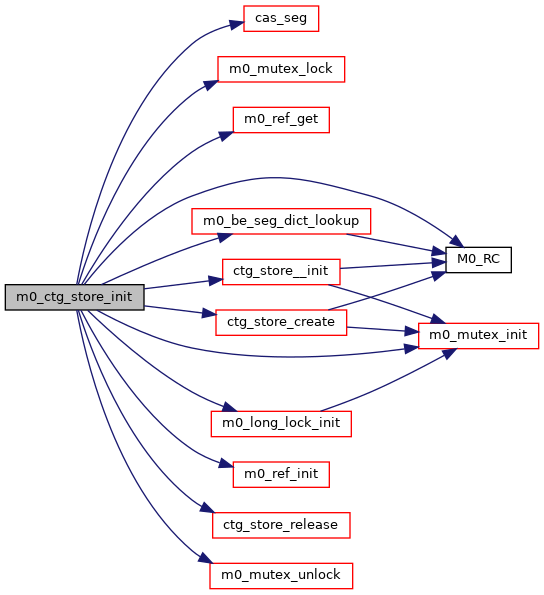 cas_seg
m0_mutex_lock
m0_ref_get
m0_be_seg_dict_lookup
M0_RC
ctg_store__init
m0_ctg_store_init
ctg_store_create
m0_mutex_init
m0_long_lock_init
m0_ref_init
ctg_store_release
m0_mutex_unlock